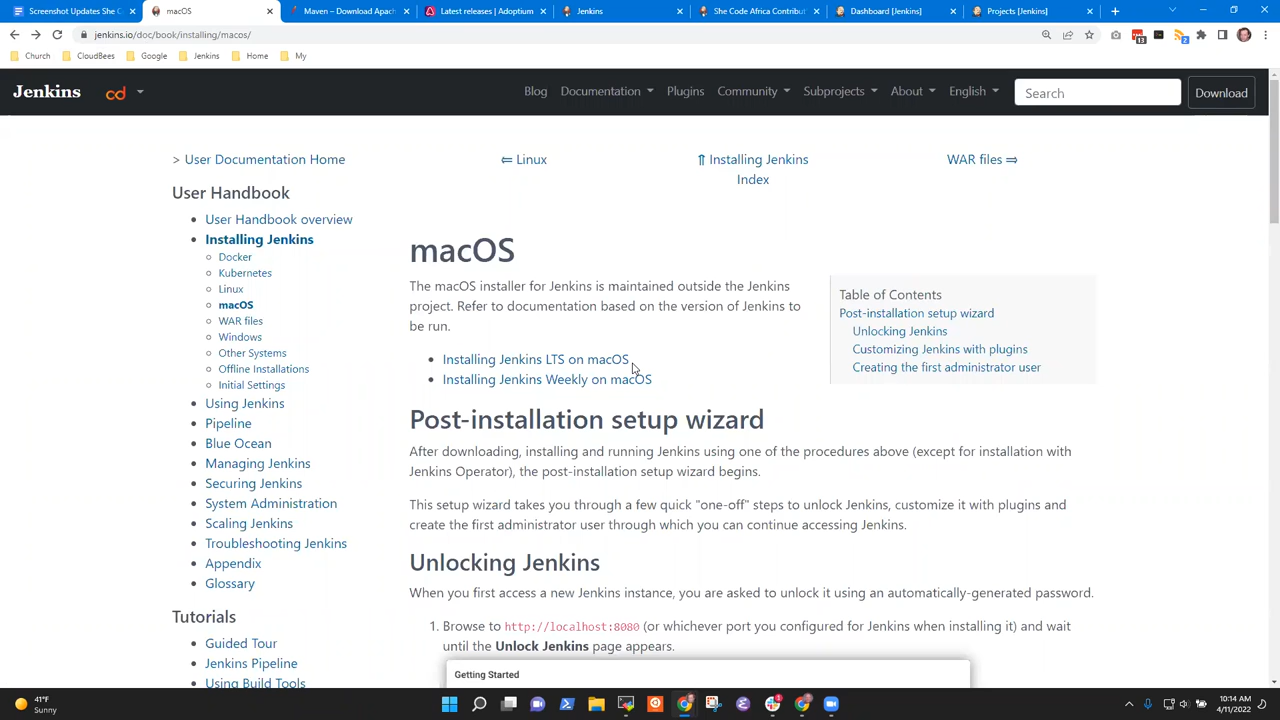 Screenshot Updates She C
macOS
Maven – Download Apach
Latest releases | Adoptium
Jenkins
She Code Africa Contribut
Dashboard [Jenkins]
Projects [Jenkins]
jenkins.io/doc/book/installing/macos/
Church
CloudBees
Google
Jenkins
Home
My
Jenkins
cd
Blog
Documentation
Plugins
Community
Subprojects
About
English
Search
Download
> User Documentation Home
⇐ Linux
⇑ Installing Jenkins
Index
WAR files ⇒
User Handbook
User Handbook overview
Installing Jenkins
Docker
Kubernetes
Linux
macOS
WAR files
Windows
Other Systems
Offline Installations
Initial Settings
Using Jenkins
Pipeline
Blue Ocean
Managing Jenkins
Securing Jenkins
System Administration
Scaling Jenkins
Troubleshooting Jenkins
Appendix
Glossary
Tutorials
Guided Tour
Jenkins Pipeline
Using Build Tools
macOS
The macOS installer for Jenkins is maintained outside the Jenkins
project. Refer to documentation based on the version of Jenkins to
be run.
Installing Jenkins LTS on macOS
Installing Jenkins Weekly on macOS
Table of Contents
Post-installation setup wizard
Unlocking Jenkins
Customizing Jenkins with plugins
Creating the first administrator user
Post-installation setup wizard
After downloading, installing and running Jenkins using one of the procedures above (except for installation with
Jenkins Operator), the post-installation setup wizard begins.
This setup wizard takes you through a few quick "one-off" steps to unlock Jenkins, customize it with plugins and
create the first administrator user through which you can continue accessing Jenkins.
Unlocking Jenkins
When you first access a new Jenkins instance, you are asked to unlock it using an automatically-generated password.
1. Browse to http://localhost:8080 (or whichever port you configured for Jenkins when installing it) and wait
until the Unlock Jenkins page appears.
Getting Started
41°F
Sunny
10:14 AM
4/11/2022